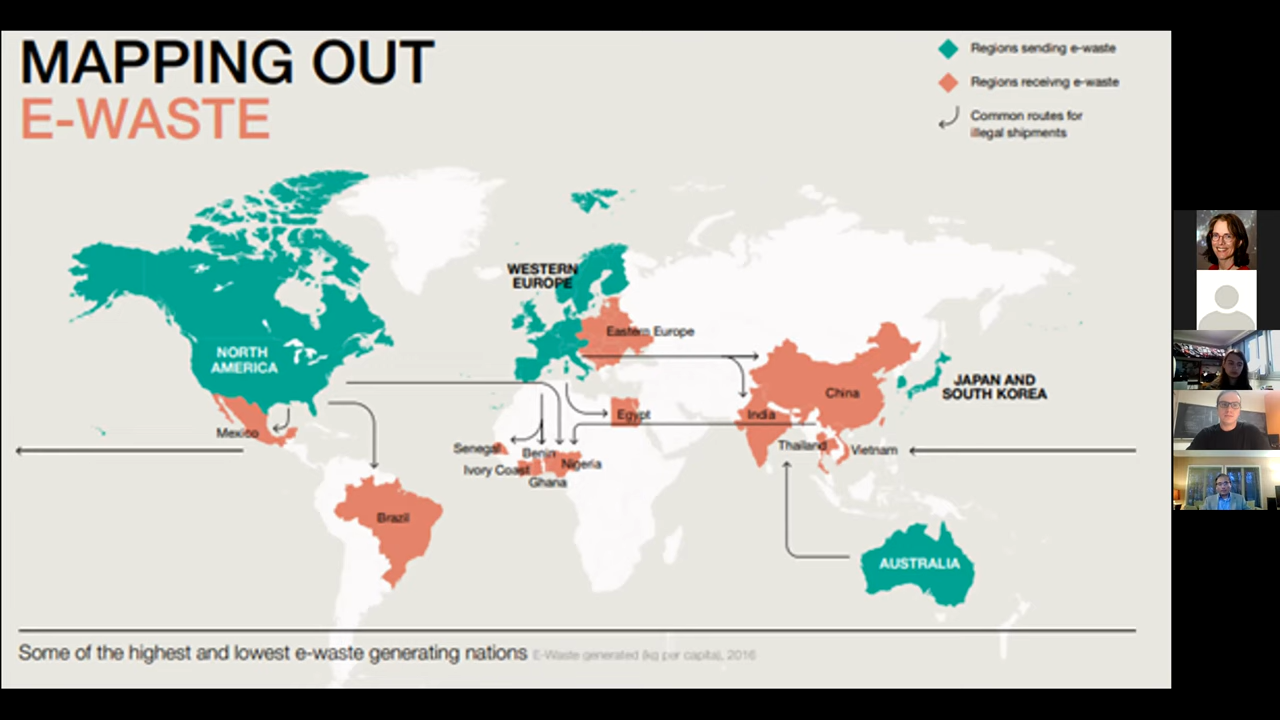 MAPPING OUT
E-WASTE
Regions sending e-waste
Regions receivng e-waste
Common routes for
illegal shipments
WESTERN
EUROPE
Eastern Europe
NORTH
AMERICA
JAPAN AND
SOUTH KOREA
China
Mexico
Egypt
India
Senegal
Benin
Thailand
Vietnam
Ivory Coast
Nigeria
Ghana
Brazil
AUSTRALIA
Some of the highest and lowest e-waste generating nations E-Waste generated (kg per capita), 2016